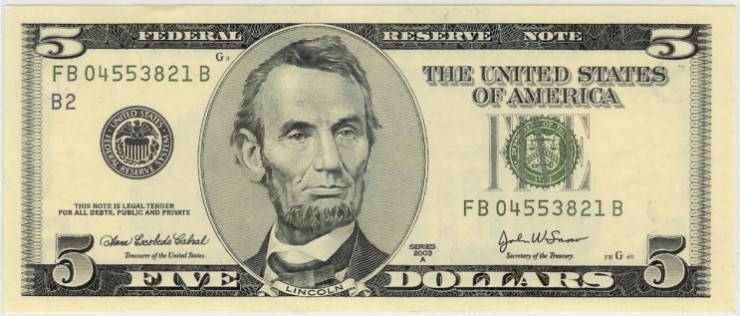 5 FEDERAL RESERVE NOTE 5
G3
FB 04553821 B
B2
THE UNITED STATES
OF AMERICA
UNITED STATES
FEDERAL RESERVE SYSTEM
FIVE
THIS NOTE IS LEGAL TENDER
FOR ALL DEBTS, PUBLIC AND PRIVATE
FB 04553821 B
Anna Escobedo Cabral
Treasurer of the United States.
SERIES
2003
A
John W Snow
Secretary of the Treasury.
FW G
5 FIVE LINCOLN DOLLARS 5